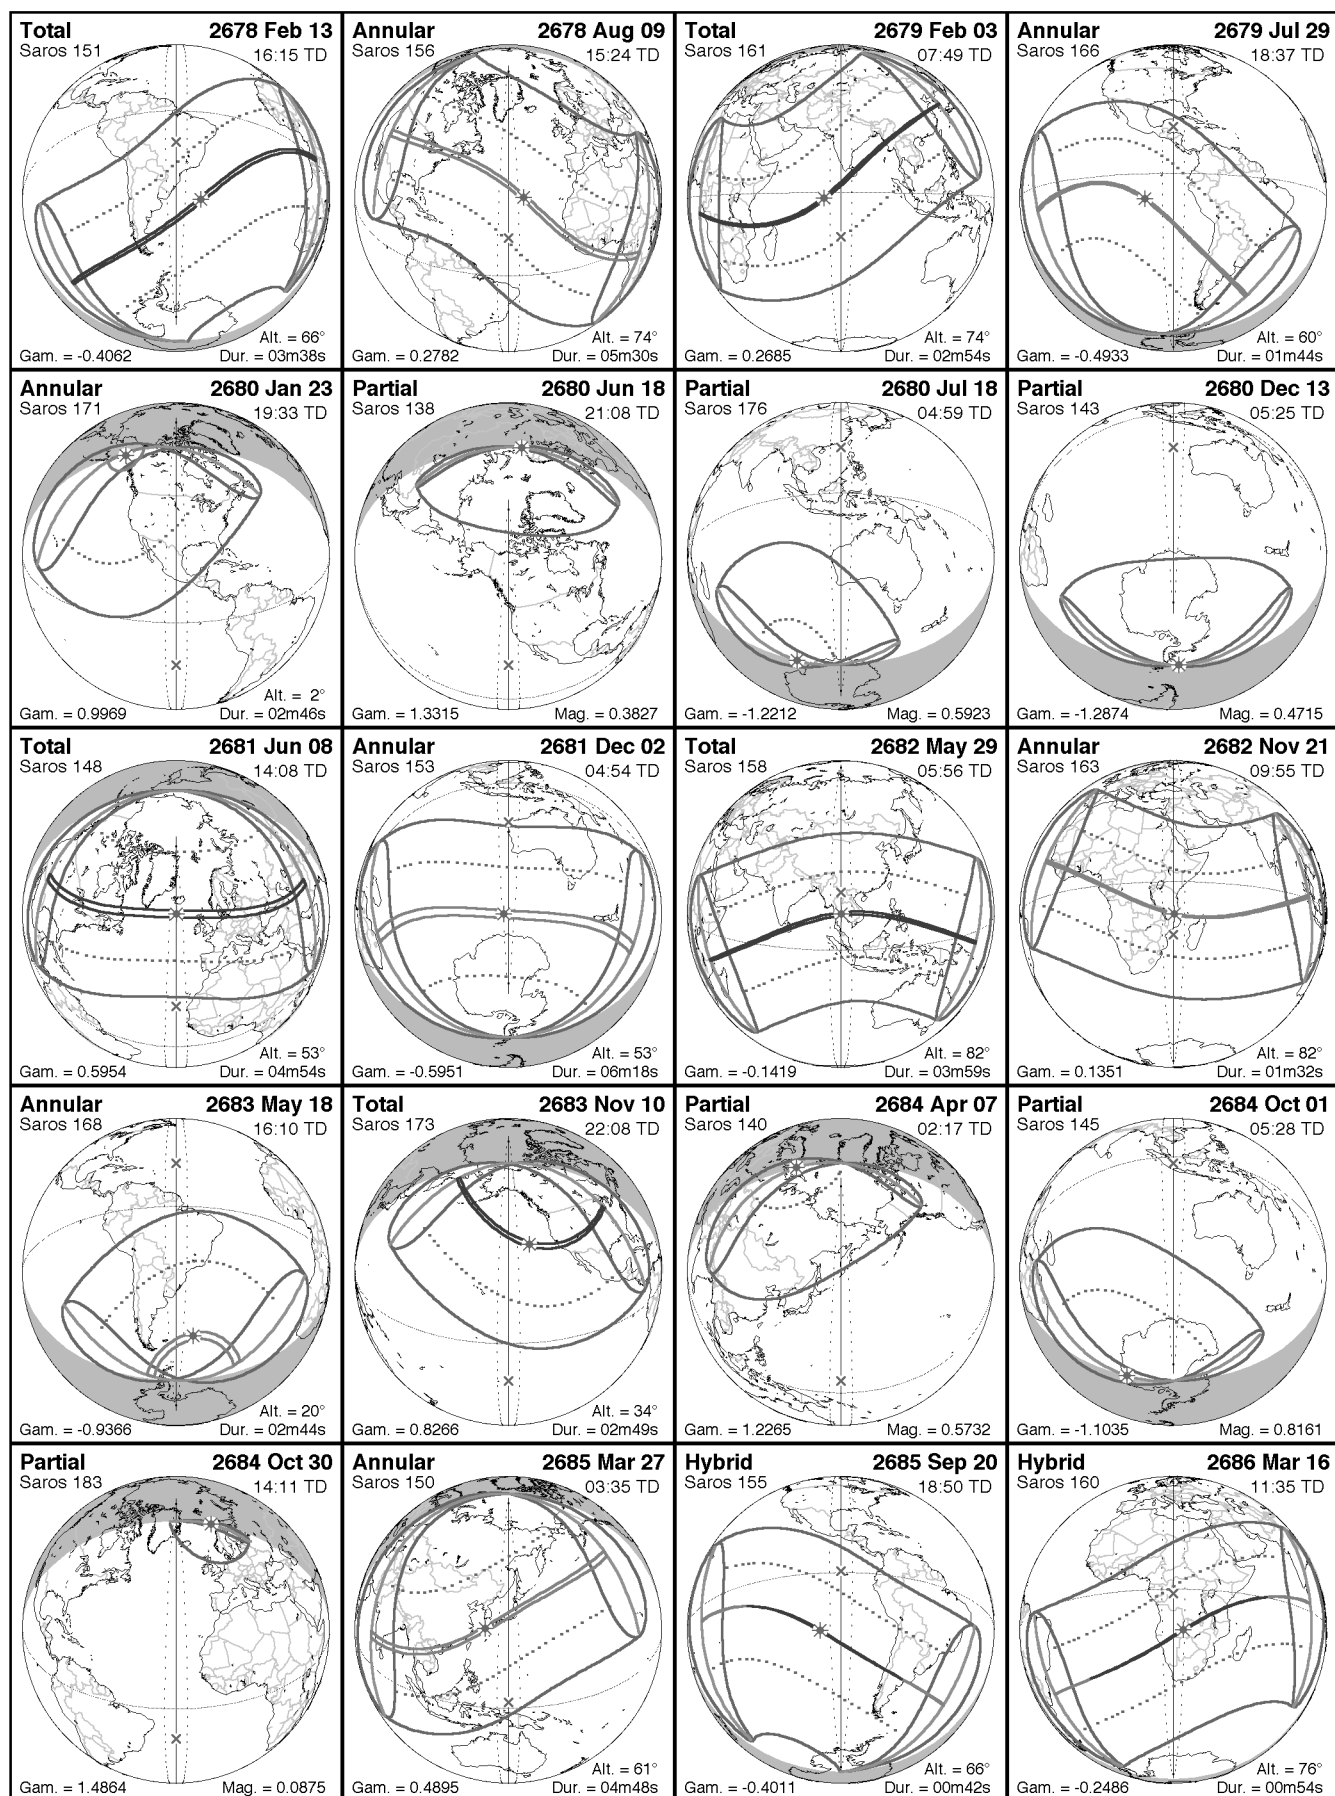 Total 2678 Feb 13
Saros 151 16:15 TD
Alt. = 66°
Gam. = -0.4062 Dur. = 03m38s
Annular 2678 Aug 09
Saros 156 15:24 TD
Alt. = 74°
Gam. = 0.2782 Dur. = 05m30s
Total 2679 Feb 03
Saros 161 07:49 TD
Alt. = 74°
Gam. = 0.2685 Dur. = 02m54s
Annular 2679 Jul 29
Saros 166 18:37 TD
Alt. = 60°
Gam. = -0.4933 Dur. = 01m44s
Annular 2680 Jan 23
Saros 171 19:33 TD
Alt. = 2°
Gam. = 0.9969 Dur. = 02m46s
Partial 2680 Jun 18
Saros 138 21:08 TD
Gam. = 1.3315 Mag. = 0.3827
Partial 2680 Jul 18
Saros 176 04:59 TD
Gam. = -1.2212 Mag. = 0.5923
Partial 2680 Dec 13
Saros 143 05:25 TD
Gam. = -1.2874 Mag. = 0.4715
Total 2681 Jun 08
Saros 148 14:08 TD
Alt. = 53°
Gam. = 0.5954 Dur. = 04m54s
Annular 2681 Dec 02
Saros 153 04:54 TD
Alt. = 53°
Gam. = -0.5951 Dur. = 06m18s
Total 2682 May 29
Saros 158 05:56 TD
Alt. = 82°
Gam. = -0.1419 Dur. = 03m59s
Annular 2682 Nov 21
Saros 163 09:55 TD
Alt. = 82°
Gam. = 0.1351 Dur. = 01m32s
Annular 2683 May 18
Saros 168 16:10 TD
Alt. = 20°
Gam. = -0.9366 Dur. = 02m44s
Total 2683 Nov 10
Saros 173 22:08 TD
Alt. = 34°
Gam. = 0.8266 Dur. = 02m49s
Partial 2684 Apr 07
Saros 140 02:17 TD
Gam. = 1.2265 Mag. = 0.5732
Partial 2684 Oct 01
Saros 145 05:28 TD
Gam. = -1.1035 Mag. = 0.8161
Partial 2684 Oct 30
Saros 183 14:11 TD
Gam. = 1.4864 Mag. = 0.0875
Annular 2685 Mar 27
Saros 150 03:35 TD
Alt. = 61°
Gam. = 0.4895 Dur. = 04m48s
Hybrid 2685 Sep 20
Saros 155 18:50 TD
Alt. = 66°
Gam. = -0.4011 Dur. = 00m42s
Hybrid 2686 Mar 16
Saros 160 11:35 TD
Alt. = 76°
Gam. = -0.2486 Dur. = 00m54s